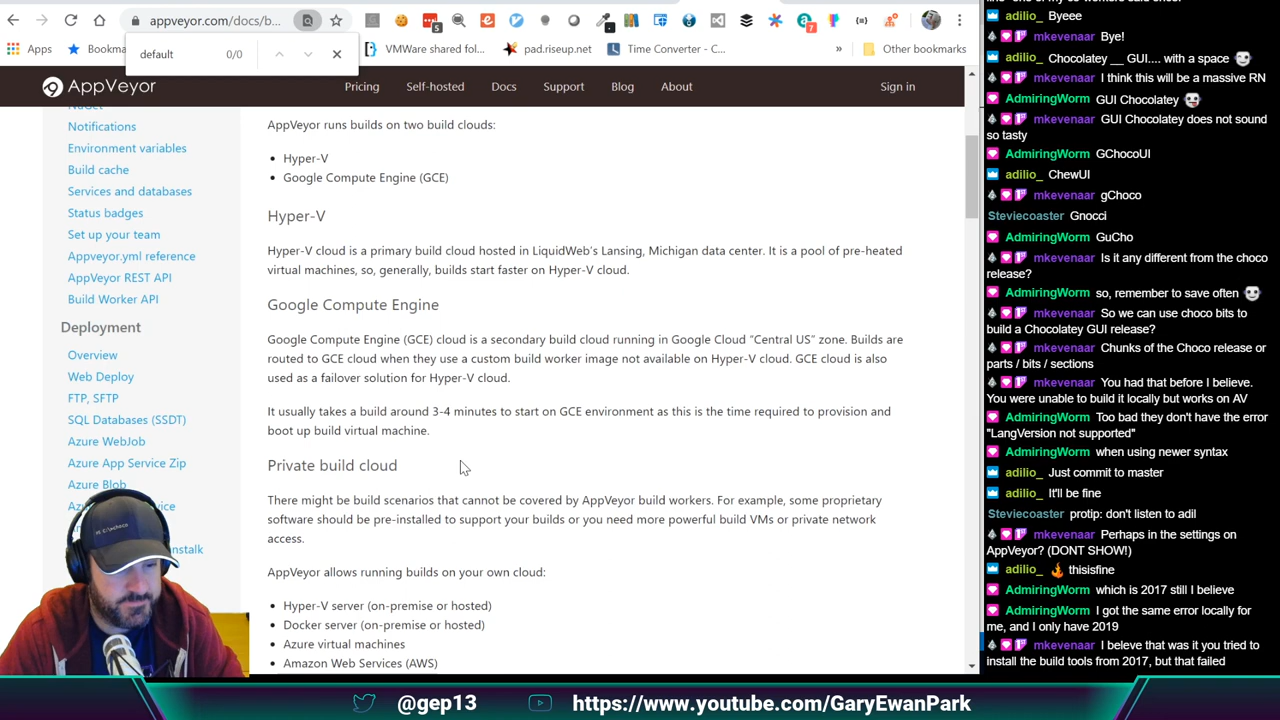 appveyor.com/docs/b...
5
7
Apps
Bookma
VMWare shared fol...
pad.riseup.net
Time Converter - C...
»
Other bookmarks
default
0/0
AppVeyor
Pricing
Self-hosted
Docs
Support
Blog
About
Sign in
NuGet
Notifications
Environment variables
Build cache
Services and databases
Status badges
Set up your team
Appveyor.yml reference
AppVeyor REST API
Build Worker API
Deployment
Overview
Web Deploy
FTP, SFTP
SQL Databases (SSDT)
Azure WebJob
Azure App Service Zip
Azure Blob
AppVeyor runs builds on two build clouds:
Hyper-V
Google Compute Engine (GCE)
Hyper-V
Hyper-V cloud is a primary build cloud hosted in LiquidWeb's Lansing, Michigan data center. It is a pool of pre-heated
virtual machines, so, generally, builds start faster on Hyper-V cloud.
Google Compute Engine
Google Compute Engine (GCE) cloud is a secondary build cloud running in Google Cloud "Central US" zone. Builds are
routed to GCE cloud when they use a custom build worker image not available on Hyper-V cloud. GCE cloud is also
used as a failover solution for Hyper-V cloud.
It usually takes a build around 3-4 minutes to start on GCE environment as this is the time required to provision and
boot up build virtual machine.
Private build cloud
There might be build scenarios that cannot be covered by AppVeyor build workers. For example, some proprietary
software should be pre-installed to support your builds or you need more powerful build VMs or private network
access.
AppVeyor allows running builds on your own cloud:
Hyper-V server (on-premise or hosted)
Docker server (on-premise or hosted)
Azure virtual machines
Amazon Web Services (AWS)
adilio_ Byeee
mkevenaar Bye!
adilio_ Chocolatey __ GUI.... with a space
mkevenaar I think this will be a massive RN
AdmiringWorm GUI Chocolatey
mkevenaar GUI Chocolatey does not sound
so tasty
AdmiringWorm GChocoUI
adilio_ ChewUI
mkevenaar gChoco
Steviecoaster Gnocci
AdmiringWorm GuCho
mkevenaar Is it any different from the choco
release?
AdmiringWorm so, remember to save often
mkevenaar So we can use choco bits to
build a Chocolatey GUI release?
mkevenaar Chunks of the Choco release or
parts / bits / sections
mkevenaar You had that before I believe.
You were unable to build it locally but works on AV
AdmiringWorm Too bad they don't have the error
"LangVersion not supported"
AdmiringWorm when using newer syntax
adilio_ Just commit to master
adilio_ It'll be fine
Steviecoaster protip: don't listen to adil
mkevenaar Perhaps in the settings on
AppVeyor? (DONT SHOW!)
adilio_ thisisfine
AdmiringWorm which is 2017 still I believe
AdmiringWorm I got the same error locally for
me, and I only have 2019
mkevenaar I beleve that was it you tried to
install the build tools from 2017, but that failed
@gep13
https://www.youtube.com/GaryEwanPark